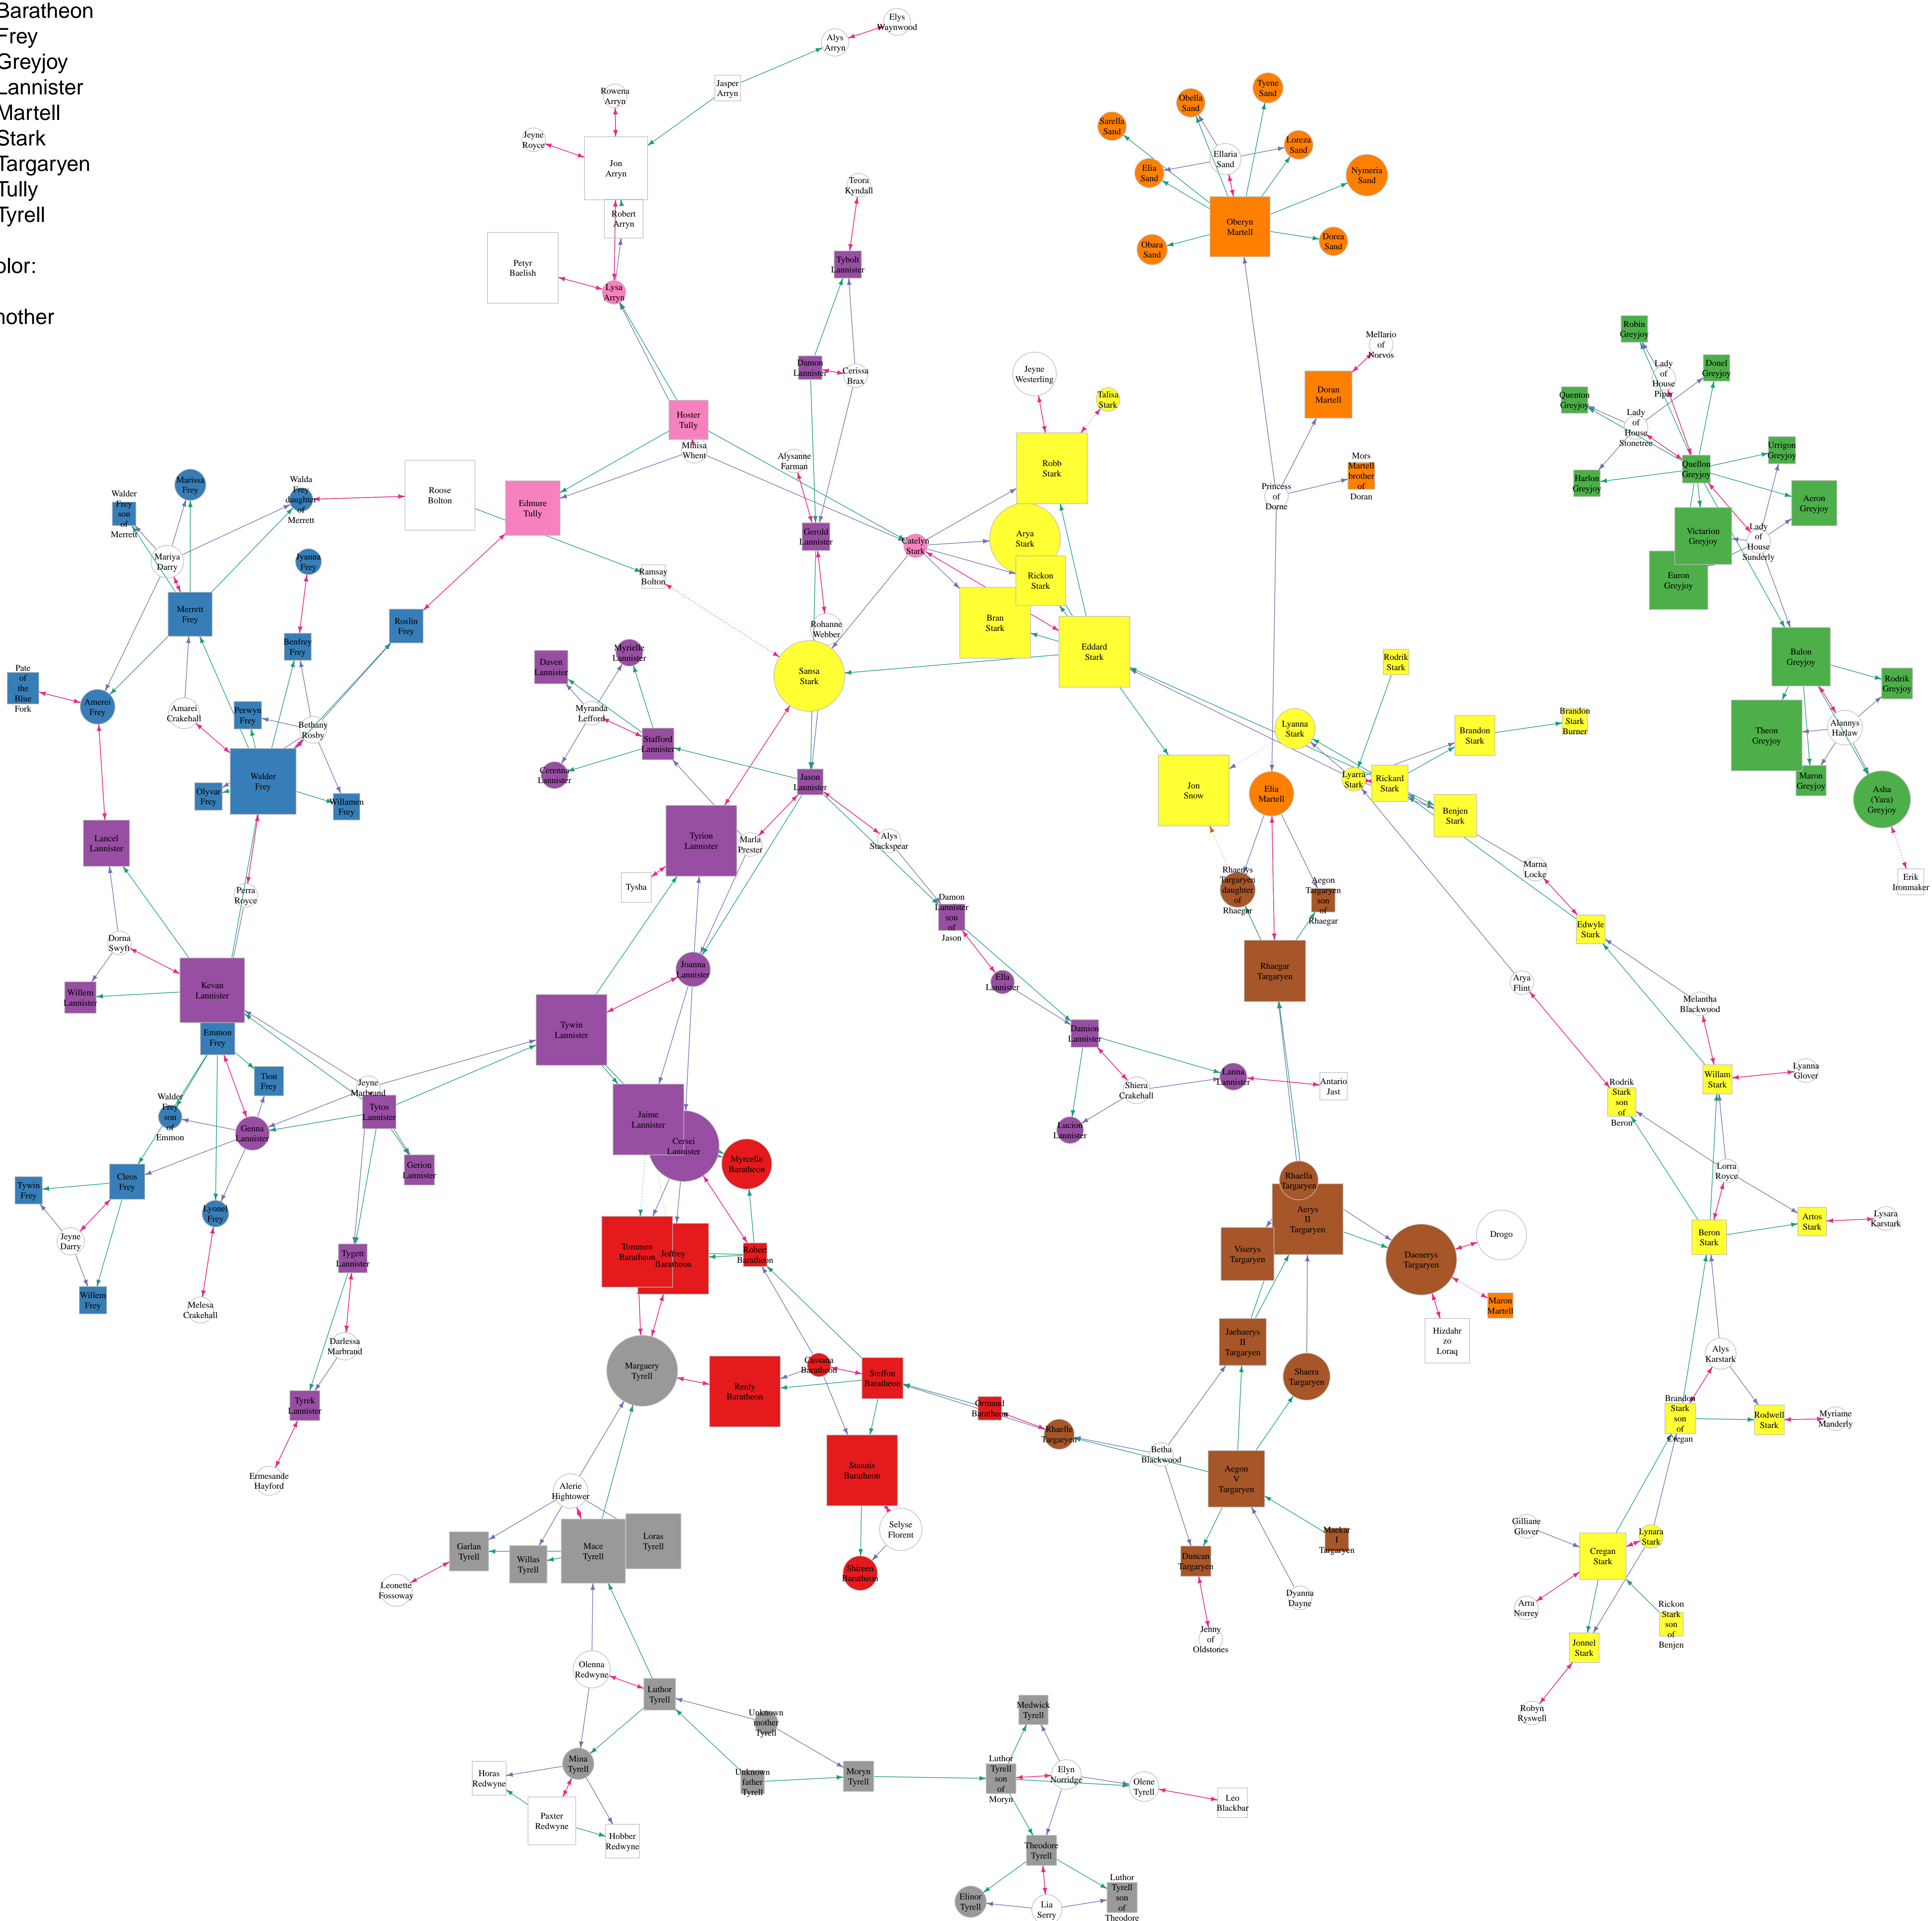 Baratheon
Frey
Greyjoy
Lannister
Martell
Stark
Targaryen
Tully
Tyrell
olor:
nother
Elys
Waynwood
Alys
Arryn
Jasper
Arryn
Rowena
Arryn
Jeyne
Royce
Jon
Arryn
Robert
Arryn
Petyr
Baelish
Lysa
Arryn
Teora
Kyndall
Tybolt
Lannister
Damon
Lannister
Cerissa
Brax
Tyene
Sand
Obella
Sand
Sarella
Sand
Loreza
Sand
Ellaria
Sand
Elia
Sand
Nymeria
Sand
Oberyn
Martell
Obara
Sand
Dorea
Sand
Mellario
of
Norvos
Doran
Martell
Mors
Martell
brother
of
Doran
Princess
of
Dorne
Robin
Greyjoy
Lady
of
House
Piper
Donel
Greyjoy
Quenton
Greyjoy
Lady
of
House
Stonetree
Urrigon
Greyjoy
Quellon
Greyjoy
Harlon
Greyjoy
Aeron
Greyjoy
Victarion
Greyjoy
Lady
of
House
Sunderly
Euron
Greyjoy
Balon
Greyjoy
Rodrik
Greyjoy
Theon
Greyjoy
Alannys
Harlaw
Maron
Greyjoy
Asha
(Yara)
Greyjoy
Erik
Ironmaker
Jeyne
Westerling
Talisa
Stark
Robb
Stark
Hoster
Tully
Minisa
Whent
Alysanne
Farman
Gerold
Lannister
Catelyn
Stark
Arya
Stark
Rickon
Stark
Bran
Stark
Eddard
Stark
Rohanne
Webber
Sansa
Stark
Walder
Frey
son
of
Merrett
Marissa
Frey
Walda
Frey
daughter
of
Merrett
Roose
Bolton
Edmure
Tully
Ramsay
Bolton
Mariya
Darry
Jyanna
Frey
Merrett
Frey
Benfrey
Frey
Roslin
Frey
Pate
of
the
Blue
Fork
Amerei
Frey
Amarei
Crakehall
Perwyn
Frey
Bethany
Rosby
Walder
Frey
Olyvar
Frey
Willamen
Frey
Daven
Lannister
Myrielle
Lannister
Myranda
Lefford
Stafford
Lannister
Cerenna
Lannister
Jason
Lannister
Rodrik
Stark
Lyanna
Stark
Brandon
Stark
Brandon
Stark
Burner
Lyarra
Stark
Rickard
Stark
Benjen
Stark
Jon
Snow
Elia
Martell
Lancel
Lannister
Perra
Royce
Tyrion
Lannister
Marla
Prester
Alys
Stackspear
Tysha
Rhaenys
Targaryen
daughter
of
Rhaegar
Aegon
Targaryen
son
of
Rhaegar
Marna
Locke
Damon
Lannister
son
of
Jason
Edwyle
Stark
Dorna
Swyft
Kevan
Lannister
Willem
Lannister
Joanna
Lannister
Ella
Lannister
Rhaegar
Targaryen
Arya
Flint
Melantha
Blackwood
Tywin
Lannister
Damion
Lannister
Emmon
Frey
Tion
Frey
Jeyne
Marbrand
Walder
Frey
son
of
Emmon
Tytos
Lannister
Genna
Lannister
Gerion
Lannister
Shiera
Crakehall
Lanna
Lannister
Antario
Jast
Lucion
Lannister
Rodrik
Stark
son
of
Beron
Willam
Stark
Lyanna
Glover
Jaime
Lannister
Cersei
Lannister
Myrcella
Baratheon
Tywin
Frey
Cleos
Frey
Lyonel
Frey
Jeyne
Darry
Willem
Frey
Tygett
Lannister
Melesa
Crakehall
Darlessa
Marbrand
Tyrek
Lannister
Ermesande
Hayford
Tommen
Baratheon
Joffrey
Baratheon
Robert
Baratheon
Rhaella
Targaryen
Aerys
II
Targaryen
Viserys
Targaryen
Daenerys
Targaryen
Drogo
Maron
Martell
Hizdahr
zo
Loraq
Lorra
Royce
Artos
Stark
Lysara
Karstark
Beron
Stark
Jaehaerys
II
Targaryen
Shaera
Targaryen
Margaery
Tyrell
Renly
Baratheon
Cassana
Baratheon
Steffon
Baratheon
Ormund
Baratheon
Rhaelle
Targaryen
Betha
Blackwood
Alys
Karstark
Brandon
Stark
son
of
Cregan
Rodwell
Stark
Myriame
Manderly
Stannis
Baratheon
Aegon
V
Targaryen
Selyse
Florent
Shireen
Baratheon
Maekar
I
Targaryen
Duncan
Targaryen
Dyanna
Dayne
Jenny
of
Oldstones
Gilliane
Glover
Lynara
Stark
Cregan
Stark
Arra
Norrey
Rickon
Stark
son
of
Benjen
Jonnel
Stark
Robyn
Ryswell
Alerie
Hightower
Garlan
Tyrell
Willas
Tyrell
Mace
Tyrell
Loras
Tyrell
Leonette
Fossoway
Olenna
Redwyne
Luthor
Tyrell
Unknown
mother
Tyrell
Mina
Tyrell
Horas
Redwyne
Unknown
father
Tyrell
Moryn
Tyrell
Paxter
Redwyne
Hobber
Redwyne
Medwick
Tyrell
Luthor
Tyrell
son
of
Moryn
Elyn
Norridge
Olene
Tyrell
Leo
Blackbar
Theodore
Tyrell
Elinor
Tyrell
Lia
Serry
Luthor
Tyrell
son
of
Theodore